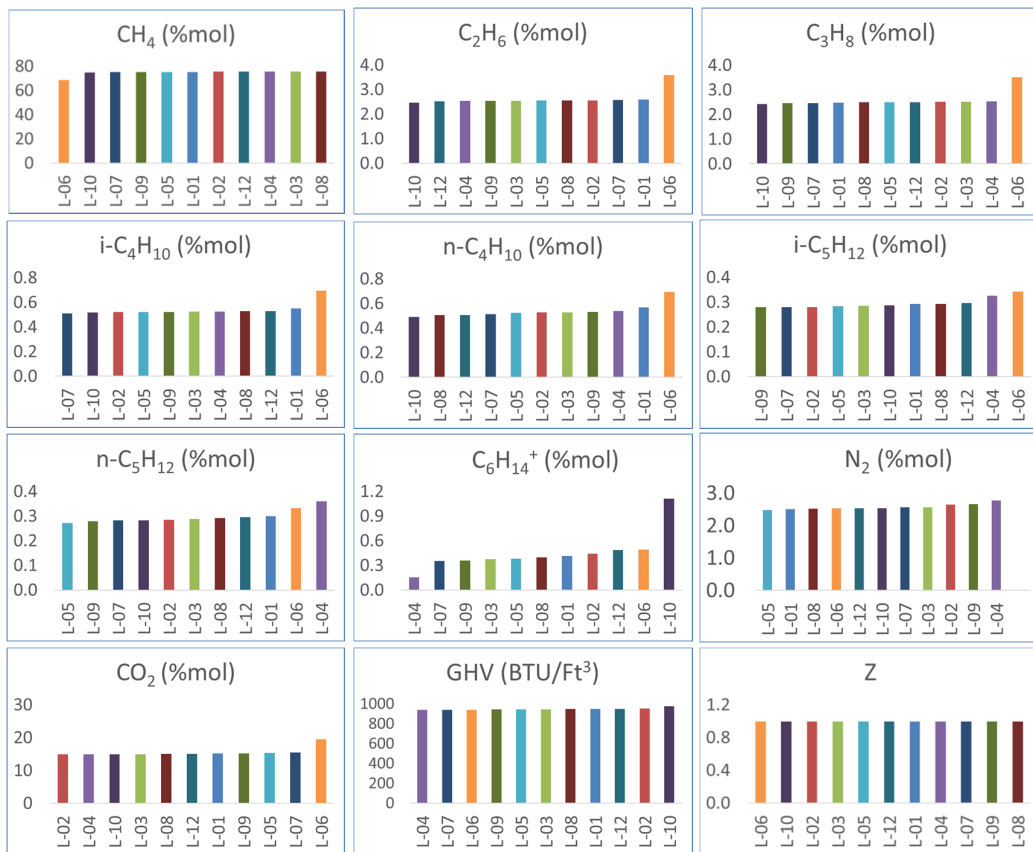 CH₄ (%mol)
80
60
40
20
0
L-06 L-10 L-07 L-09 L-05 L-01 L-02 L-12 L-04 L-03 L-08
C₂H₆ (%mol)
4.0
3.0
2.0
1.0
0.0
L-10 L-12 L-04 L-09 L-03 L-05 L-08 L-02 L-07 L-01 L-06
C₃H₈ (%mol)
4.0
3.0
2.0
1.0
0.0
L-10 L-09 L-07 L-01 L-08 L-05 L-12 L-02 L-03 L-04 L-06
i-C₄H₁₀ (%mol)
0.8
0.6
0.4
0.2
0.0
L-07 L-10 L-02 L-05 L-09 L-03 L-04 L-08 L-12 L-01 L-06
n-C₄H₁₀ (%mol)
0.8
0.6
0.4
0.2
0.0
L-10 L-08 L-12 L-07 L-05 L-02 L-03 L-09 L-04 L-01 L-06
i-C₅H₁₂ (%mol)
0.4
0.3
0.2
0.1
0.0
L-09 L-07 L-02 L-05 L-03 L-10 L-01 L-08 L-12 L-04 L-06
n-C₅H₁₂ (%mol)
0.4
0.3
0.2
0.1
0.0
L-05 L-09 L-07 L-10 L-02 L-03 L-08 L-12 L-01 L-06 L-04
C₆H₁₄⁺ (%mol)
1.2
0.9
0.6
0.3
0.0
L-04 L-07 L-09 L-03 L-05 L-08 L-01 L-02 L-12 L-06 L-10
N₂ (%mol)
3.0
2.0
1.0
0.0
L-05 L-01 L-08 L-06 L-12 L-10 L-07 L-03 L-02 L-09 L-04
CO₂ (%mol)
30
20
10
0
L-02 L-04 L-10 L-03 L-08 L-12 L-01 L-09 L-05 L-07 L-06
GHV (BTU/Ft³)
1000
800
600
400
200
0
L-04 L-07 L-06 L-09 L-05 L-03 L-08 L-01 L-12 L-02 L-10
Z
1.2
0.8
0.4
0.0
L-06 L-10 L-02 L-03 L-05 L-12 L-01 L-04 L-07 L-09 L-08